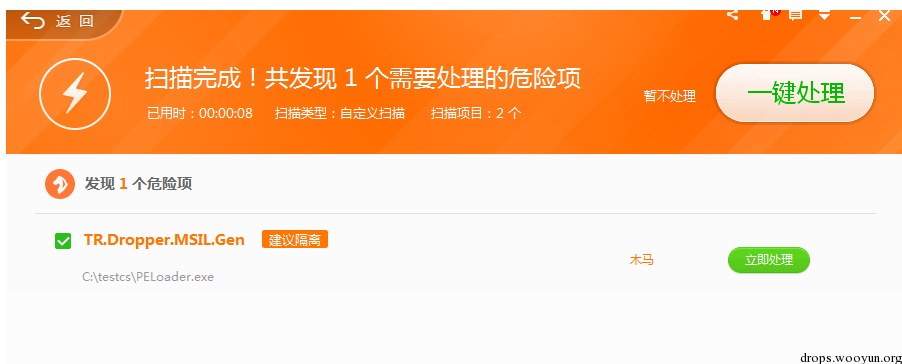 返 回
扫描完成！共发现 1 个需要处理的危险项
已用时：00:00:08 扫描类型：自定义扫描 扫描项目：2 个
暂不处理
一键处理
发现 1 个危险项
TR.Dropper.MSIL.Gen 建议隔离
C:\testcs\PELoader.exe
木马
立即处理
drops.wooyun.org